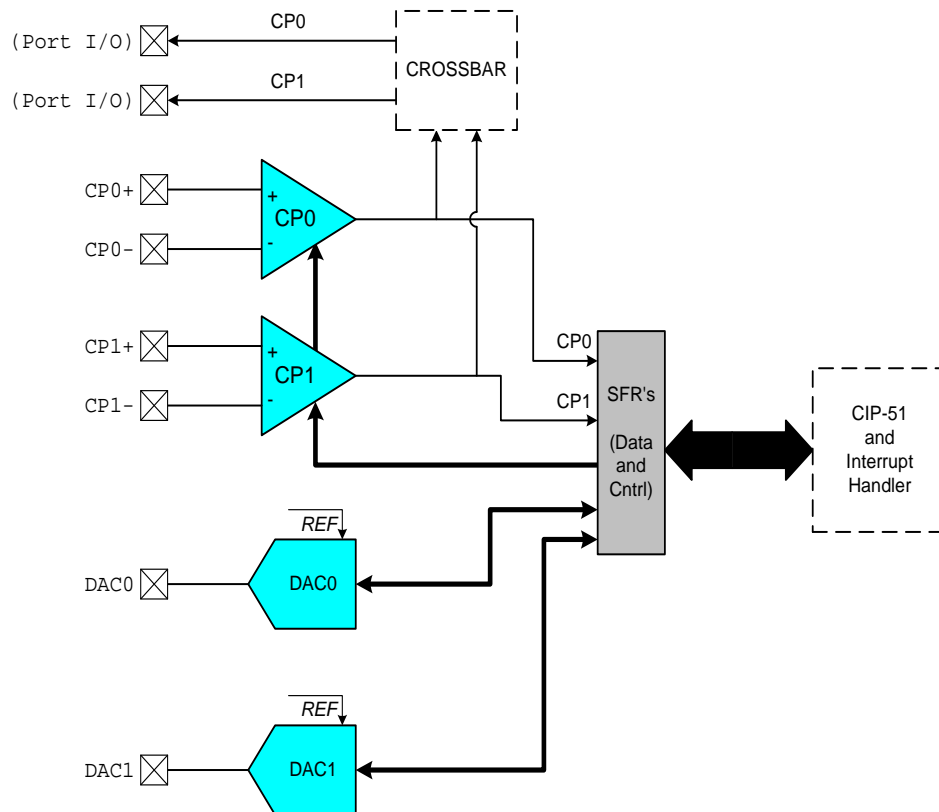 CP0
(Port I/O)
CROSSBAR
CP1
(Port I/O)
CP0+
+
CP0
CP0-
-
CP1+
+
CP0
CP1
SFR's
CP1
CP1-
-
(Data
and
Cntrl)
CIP-51
and
Interrupt
Handler
REF
DAC0
DAC0
REF
DAC1
DAC1